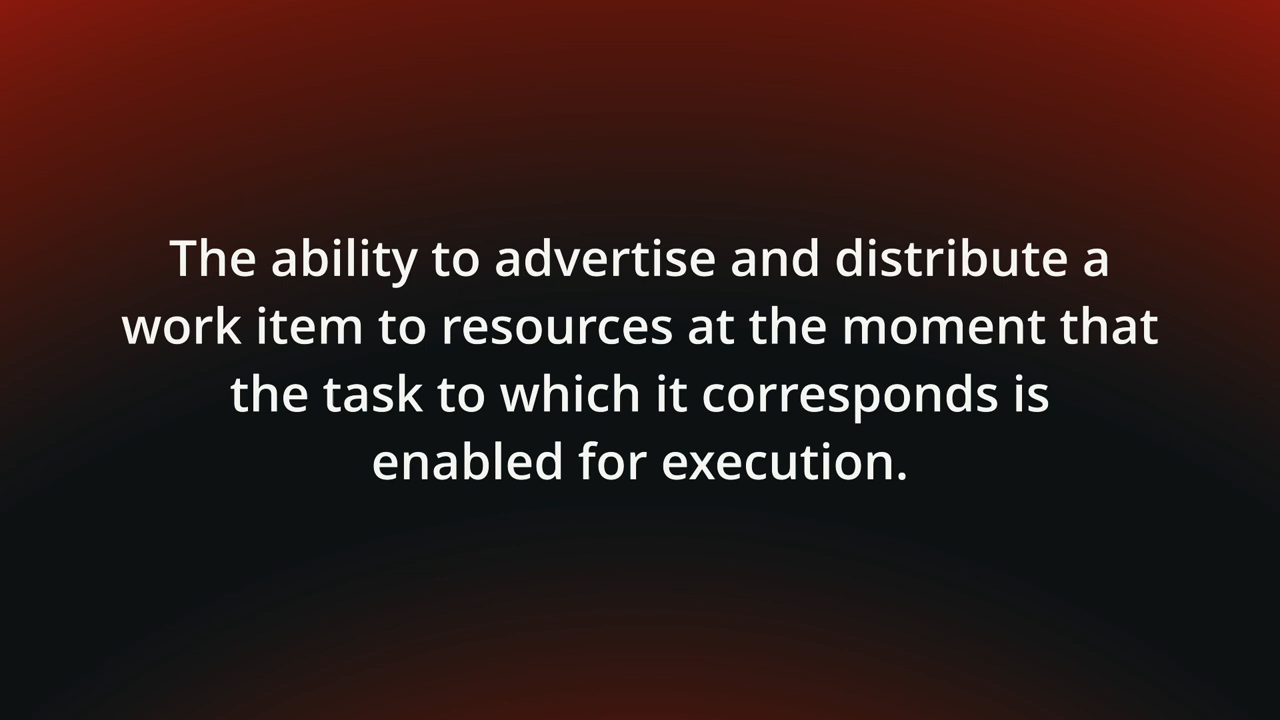 The ability to advertise and distribute a
work item to resources at the moment that
the task to which it corresponds is
enabled for execution.